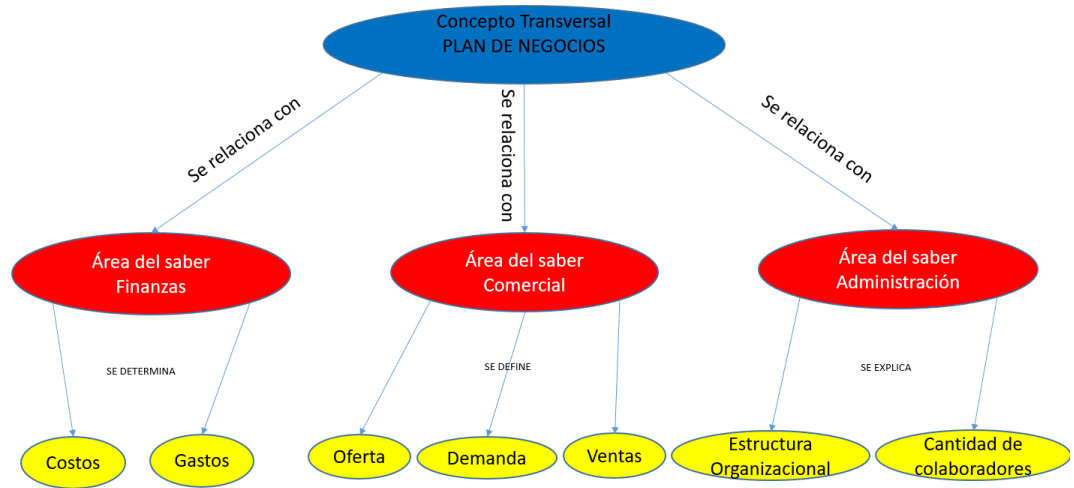 Concepto Transversal
PLAN DE NEGOCIOS
Se relaciona con
Se relaciona con
Se relaciona con
Área del saber
Finanzas
Área del saber
Comercial
Área del saber
Administración
SE DETERMINA
SE DEFINE
SE EXPLICA
Costos
Gastos
Oferta
Demanda
Ventas
Estructura
Organizacional
Cantidad de
colaboradores